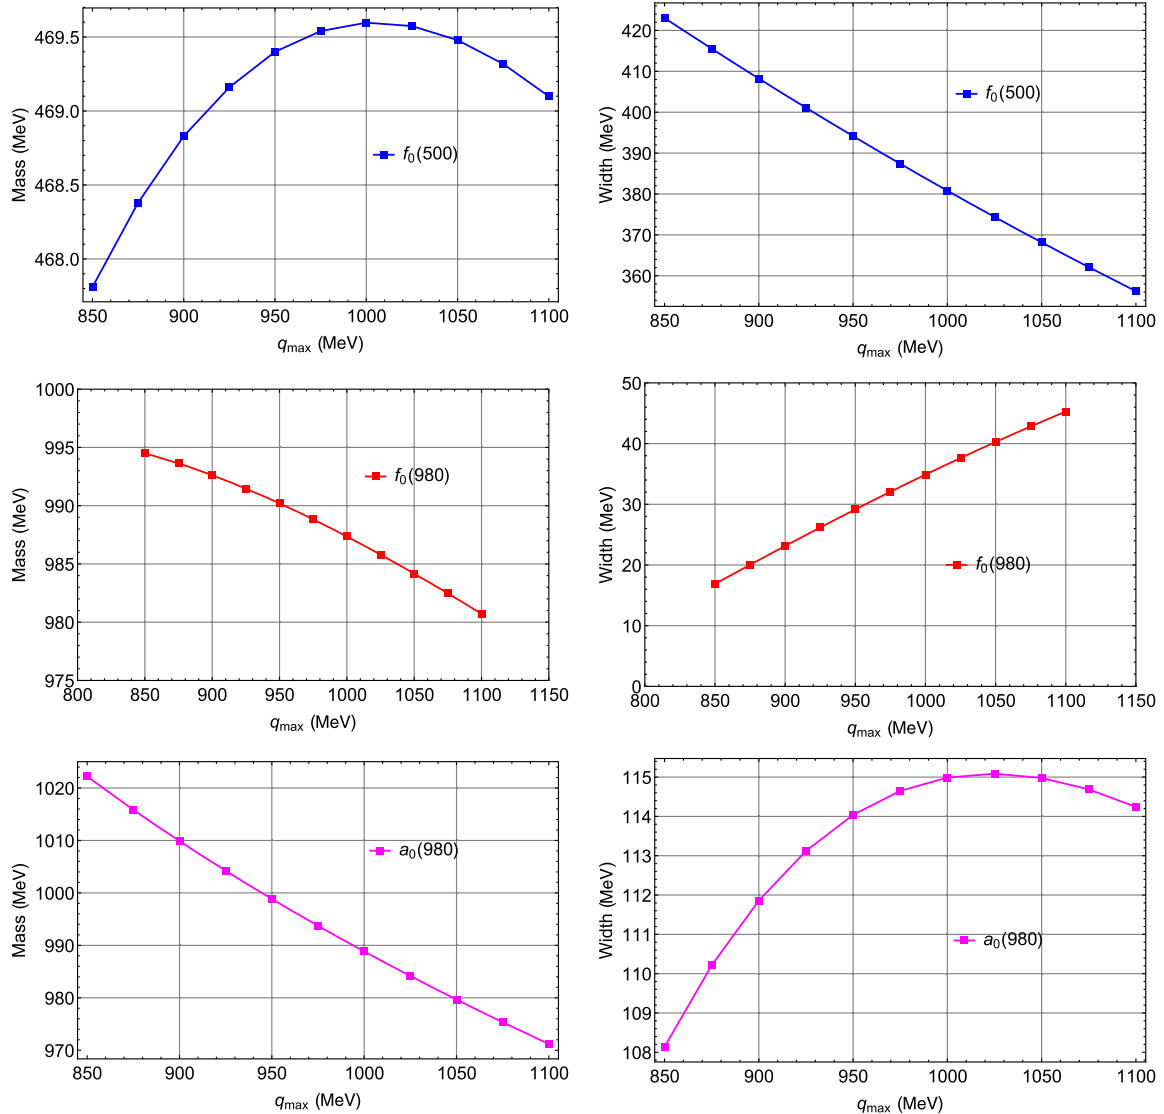 469.5
469.0
468.5
468.0
Mass (MeV)
f0(500)
850 900 950 1000 1050 1100
qmax (MeV)
420
410
400
390
380
370
360
Width (MeV)
f0(500)
850 900 950 1000 1050 1100
qmax (MeV)
1000
995
990
985
980
975
Mass (MeV)
f0(980)
800 850 900 950 1000 1050 1100 1150
qmax (MeV)
50
40
30
20
10
0
Width (MeV)
f0(980)
800 850 900 950 1000 1050 1100 1150
qmax (MeV)
1020
1010
1000
990
980
970
Mass (MeV)
a0(980)
850 900 950 1000 1050 1100
qmax (MeV)
115
114
113
112
111
110
109
108
Width (MeV)
a0(980)
850 900 950 1000 1050 1100
qmax (MeV)